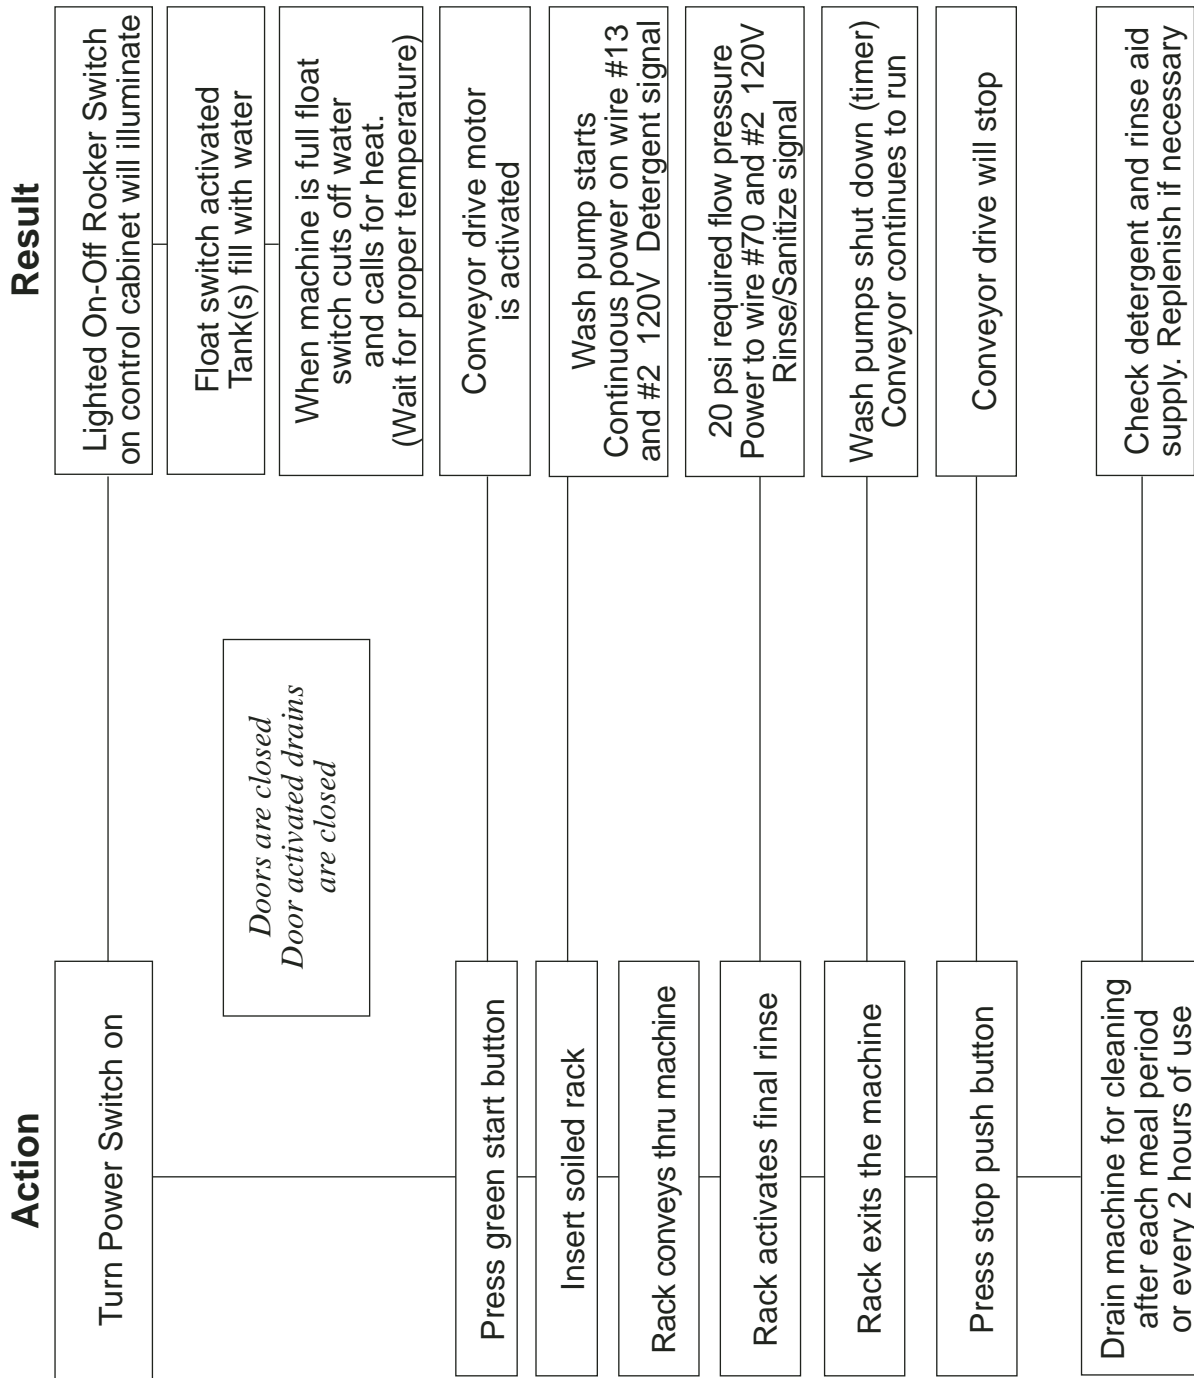 Action
Result
Turn Power Switch on
Lighted On-Off Rocker Switch
on control cabinet will illuminate
Doors are closed
Door activated drains
are closed
Float switch activated
Tank(s) fill with water
When machine is full float
switch cuts off water
and calls for heat.
(Wait for proper temperature)
Press green start button
Conveyor drive motor
is activated
Insert soiled rack
Wash pump starts
Continuous power on wire #13
and #2 120V Detergent signal
Rack conveys thru machine
Rack activates final rinse
20 psi required flow pressure
Power to wire #70 and #2 120V
Rinse/Sanitize signal
Rack exits the machine
Wash pumps shut down (timer)
Conveyor continues to run
Press stop push button
Conveyor drive will stop
Drain machine for cleaning
after each meal period
or every 2 hours of use
Check detergent and rinse aid
supply. Replenish if necessary